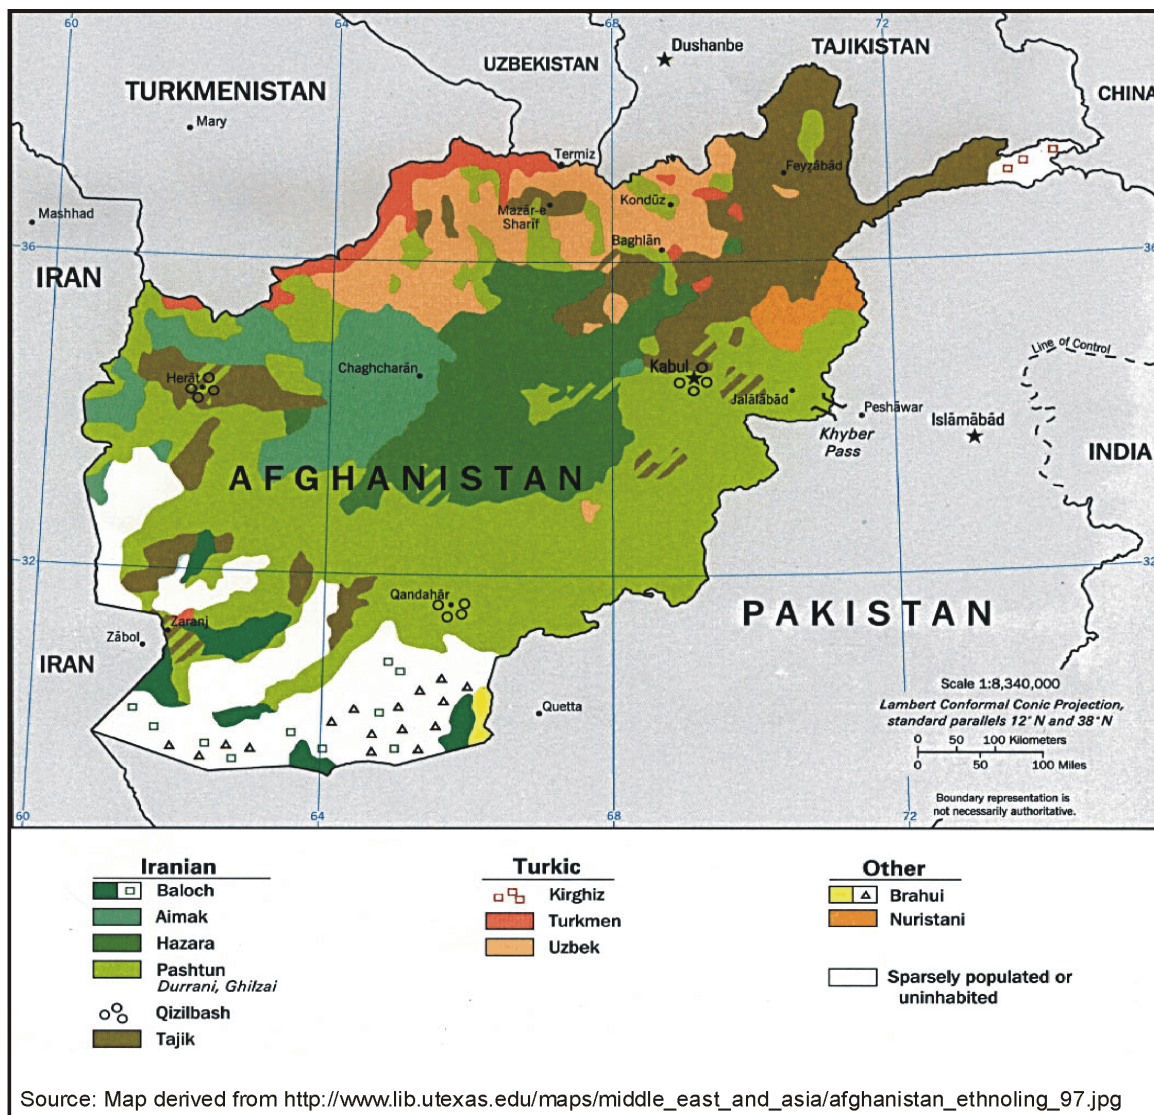 60
64
68
72
Dushanbe
TAJIKISTAN
UZBEKISTAN
TURKMENISTAN
CHINA
Mary
Termiz
Feyzābād
Mashhad
Mazār-e
Sharīf
Kondūz
36
Baghlān
36
IRAN
Line of Control
Herāt
Chaghcharān
Kabul
Jalālābād
Peshāwar
Islāmābād
Khyber
Pass
INDIA
AFGHANISTAN
32
32
Qandahār
PAKISTAN
Zābol
Zaranj
IRAN
Scale 1:8,340,000
Lambert Conformal Conic Projection,
standard parallels 12°N and 38°N
Quetta
0 50 100 Kilometers
0 50 100 Miles
Boundary representation is
not necessarily authoritative.
60
64
68
72
Iranian
Baloch
Aimak
Hazara
Pashtun
Durrani, Ghilzai
Qizilbash
Tajik
Turkic
Kirghiz
Turkmen
Uzbek
Other
Brahui
Nuristani
Sparsely populated or
uninhabited
Source: Map derived from http://www.lib.utexas.edu/maps/middle_east_and_asia/afghanistan_ethnoling_97.jpg